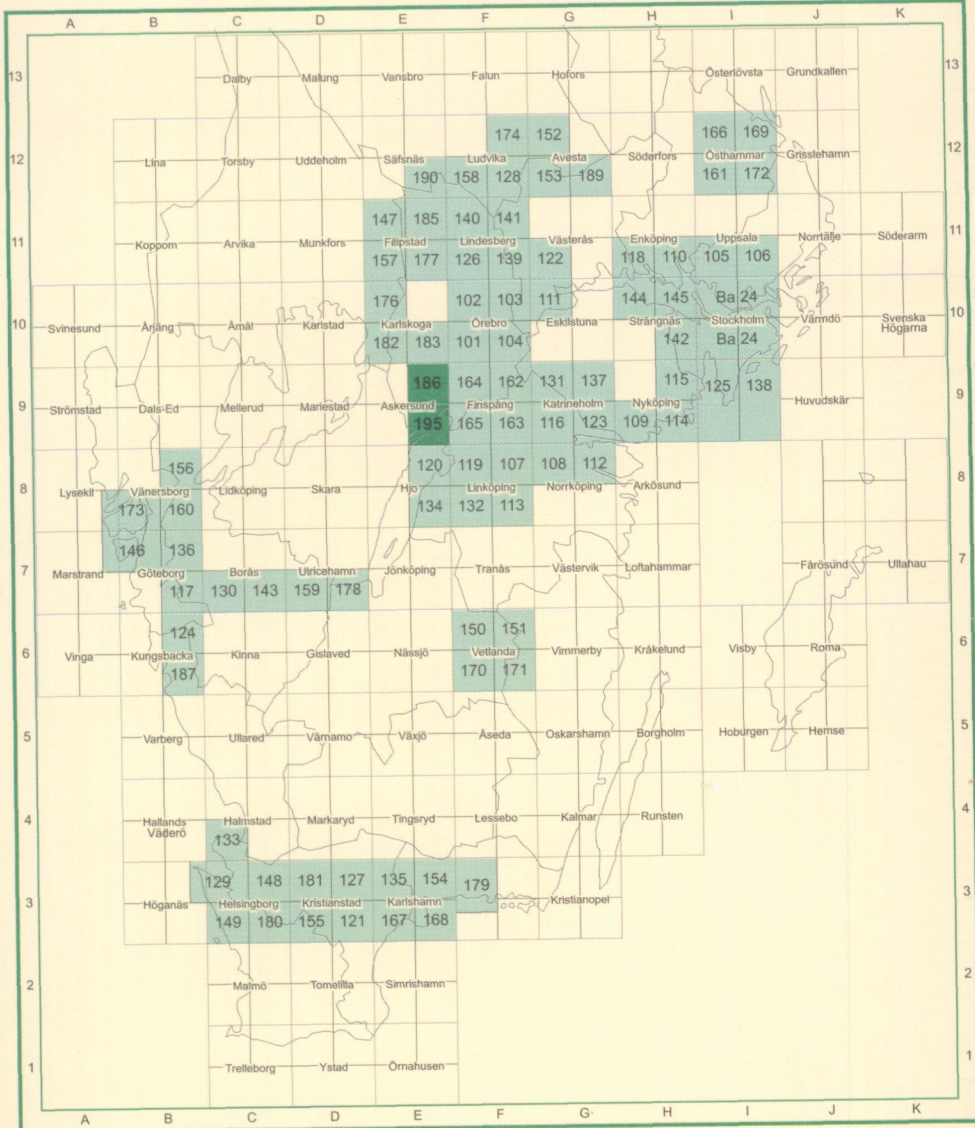 A B C D E F G H I J K
13 Dalby Malung Vansbro Falun Hofors Österlövsta Grundkallen 13
174 152 166 169
12 Lina Torsby Uddeholm Säfsnäs Ludvika Avesta Söderfors Östhammar Grisslehamn 12
190 158 128 153 189 161 172
147 185 140 141
11 Koppom Arvika Munkfors Filipstad Lindesberg Västerås Enköping Uppsala Norrtälje Söderarm 11
157 177 126 139 122 118 110 105 106
176 102 103 111 144 145 Ba 24
10 Svinesund Årjäng Åmål Karlstad Karlskoga Örebro Eskilstuna Strängnäs Stockholm Värmdö Svenska Högarna 10
182 183 101 104 142 Ba 24
186 164 162 131 137 115 125 138
9 Strömstad Dals-Ed Mellerud Mariestad Askersund Finspång Katrineholm Nyköping Huvudskär 9
195 165 163 116 123 109 114
156 120 119 107 108 112
8 Lysekil Vänersborg Lidköping Skara Hjo Linköping Norrköping Arkösund 8
173 160 134 132 113
146 136
7 Marstrand Göteborg Borås Ulricehamn Jönköping Tranås Västervik Loftahammar Fårösund Ullahau 7
117 130 143 159 178
124 150 151
6 Vinga Kungsbacka Kinna Gislaved Nässjö Vetlanda Vimmerby Kråkelund Visby Roma 6
187 170 171
5 Varberg Ullared Värnamo Växjö Åseda Oskarshamn Borgholm Hoburgen Hemse 5
4 Hallands Väderö Halmstad Markaryd Tingsryd Lessebo Kalmar Runsten 4
133
129 148 181 127 135 154 179
3 Höganäs Helsingborg Kristianstad Karlshamn Kristianopel 3
149 180 155 121 167 168
2 Malmö Tomelilla Simrishamn 2
1 Trelleborg Ystad Örnahusen 1
A B C D E F G H I J K